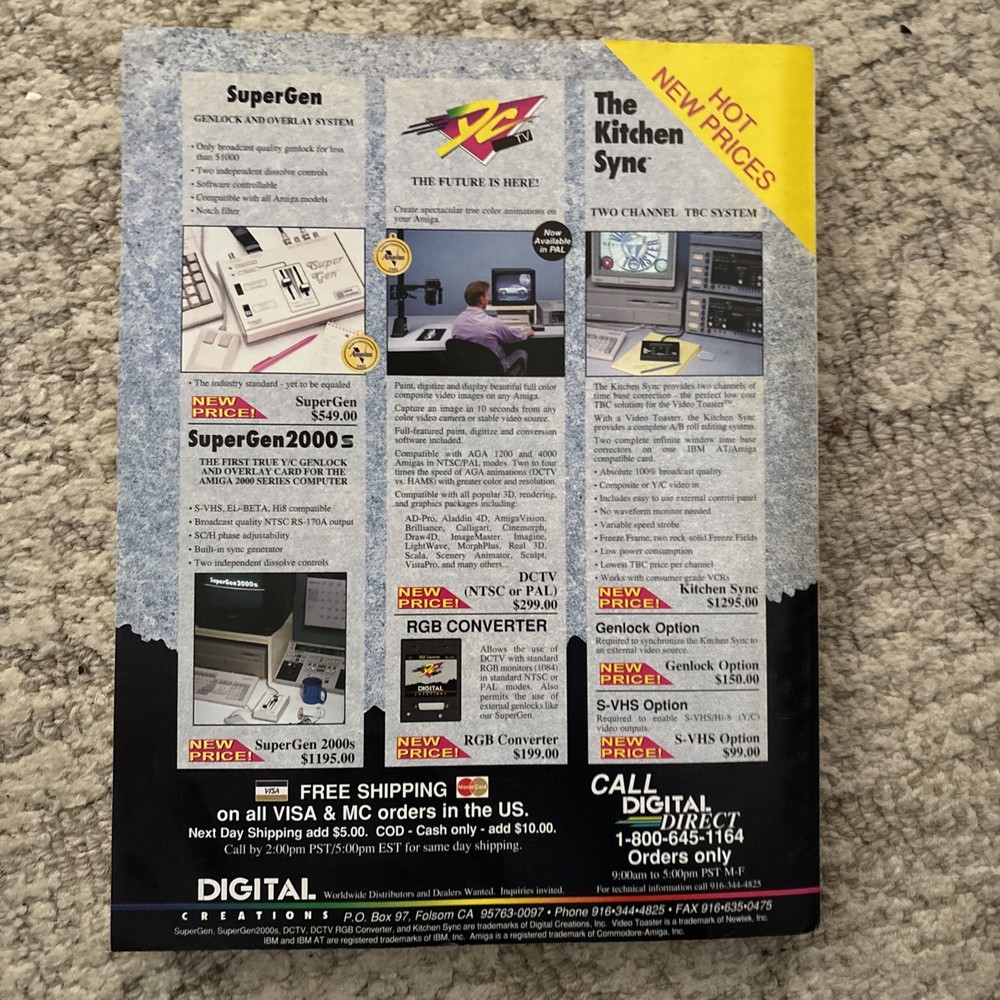 HOT
NEW PRICES
SuperGen
GENLOCK AND OVERLAY SYSTEM
• Only broadcast quality genlock for less
than $1000
• Two independent dissolve controls
• Software controllable
• Compatible with all Amiga models
• Notch filter
Super
Gen
• The industry standard - yet to be equaled
NEW
PRICE!
SuperGen
$549.00
SuperGen2000s
THE FIRST TRUE Y/C GENLOCK
AND OVERLAY CARD FOR THE
AMIGA 2000 SERIES COMPUTER
• S-VHS, ED-BETA, Hi8 compatible
• Broadcast quality NTSC RS-170A output
• SC/H phase adjustability
• Built-in sync generator
• Two independent dissolve controls
SuperGen2000s
NEW
PRICE!
SuperGen 2000s
$1195.00
DC TV
THE FUTURE IS HERE!
Create spectacular true color animations on
your Amiga.
Now
Available
in PAL
Paint, digitize and display beautiful full color
composite video images on any Amiga.
Capture an image in 10 seconds from any
color video camera or stable video source.
Full-featured paint, digitize and conversion
software included.
Compatible with AGA 1200 and 4000
Amigas in NTSC/PAL modes. Two to four
times the speed of AGA animations (DCTV
vs. HAM8) with greater color and resolution.
Compatible with all popular 3D, rendering,
and graphics packages including:
AD-Pro, Aladdin 4D, AmigaVision,
Brilliance, Calligari, Cinemorph,
Draw4D, ImageMaster, Imagine,
LightWave, MorphPlus, Real 3D,
Scala, Scenery Animator, Sculpt,
VistaPro, and many others...
NEW
PRICE!
DCTV
(NTSC or PAL)
$299.00
RGB CONVERTER
DIGITAL
Allows the use of
DCTV with standard
RGB monitors (1084)
in standard NTSC or
PAL modes. Also
permits the use of
external genlocks like
our SuperGen.
NEW
PRICE!
RGB Converter
$199.00
The
Kitchen
Sync™
TWO CHANNEL TBC SYSTEM
The Kitchen Sync provides two channels of
time base correction - the perfect low cost
TBC solution for the Video Toaster™
With a Video Toaster, the Kitchen Sync
provides a complete A/B roll editing system.
Two complete infinite window time base
correctors on one IBM AT/Amiga
compatible card.
• Absolute 100% broadcast quality
• Composite or Y/C video in
• Includes easy to use external control panel
• No waveform monitor needed
• Variable speed strobe
• Freeze Frame, two rock-solid Freeze Fields
• Low power consumption
• Lowest TBC price per channel
• Works with consumer grade VCRs
NEW
PRICE!
Kitchen Sync
$1295.00
Genlock Option
Required to synchronize the Kitchen Sync to
an external video source.
NEW
PRICE!
Genlock Option
$150.00
S-VHS Option
Required to enable S-VHS/Hi-8 (Y/C)
video outputs.
NEW
PRICE!
S-VHS Option
$99.00
VISA FREE SHIPPING MasterCard
on all VISA & MC orders in the US.
Next Day Shipping add $5.00. COD - Cash only - add $10.00.
Call by 2:00pm PST/5:00pm EST for same day shipping.
CALL
DIGITAL
DIRECT
1-800-645-1164
Orders only
9:00am to 5:00pm PST M-F
For technical information call 916-344-4825
DIGITAL
CREATIONS
Worldwide Distributors and Dealers Wanted. Inquiries invited.
P.O. Box 97, Folsom CA 95763-0097 • Phone 916•344•4825 • FAX 916•635•0475
SuperGen, SuperGen2000s, DCTV, DCTV RGB Converter, and Kitchen Sync are trademarks of Digital Creations, Inc. Video Toaster is a trademark of Newtek, Inc.
IBM and IBM AT are registered trademarks of IBM, Inc. Amiga is a registered trademark of Commodore-Amiga, Inc.